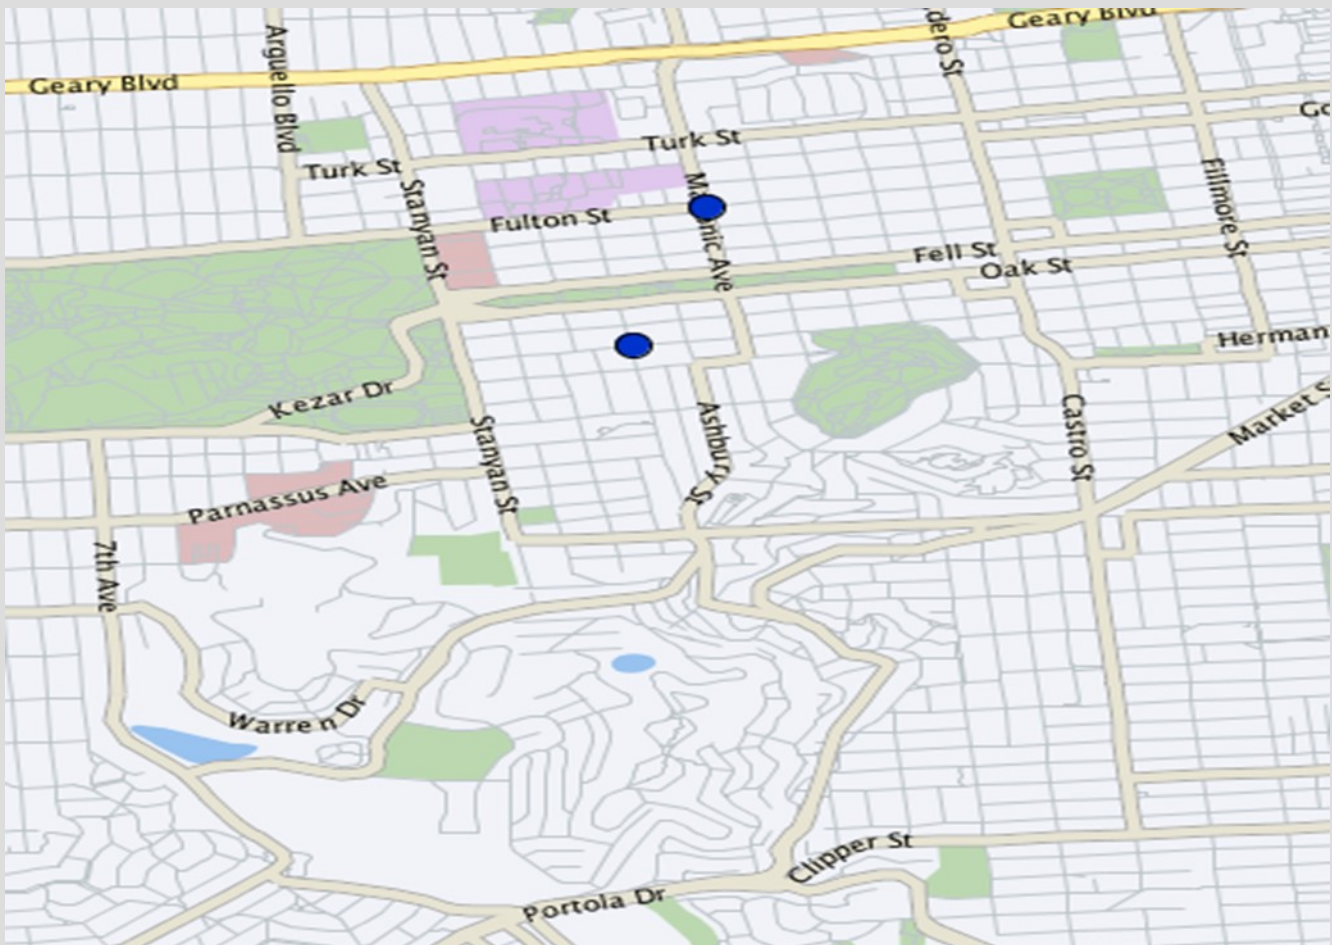 Geary Blvd
dero St
Arguello Blvd
Geary Blvd
Turk St
Turk St
Stanyan St
Fulton St
Fillmore St
Fell St
Oak St
Herman
Kezar Dr
Ashbury St
Castro St
Market S
Stanyan St
Parnassus Ave
7th Ave
Warren Dr
Clipper St
Portola Dr